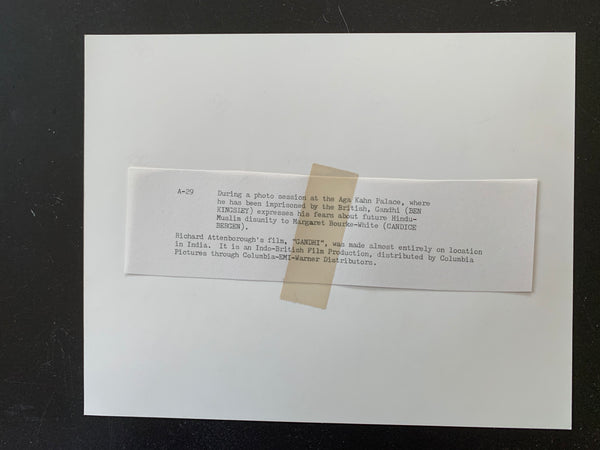 A-29 During a photo session at the Aga Kahn Palace, where
he has been imprisoned by the British, Gandhi (BEN
KINGSLEY) expresses his fears about future Hindu-
Muslim disunity to Margaret Bourke-White (CANDICE
BERGEN).
Richard Attenborough's film, "GANDHI", was made almost entirely on location
in India. It is an Indo-British Film Production, distributed by Columbia
Pictures through Columbia-EMI-Warner Distributors.